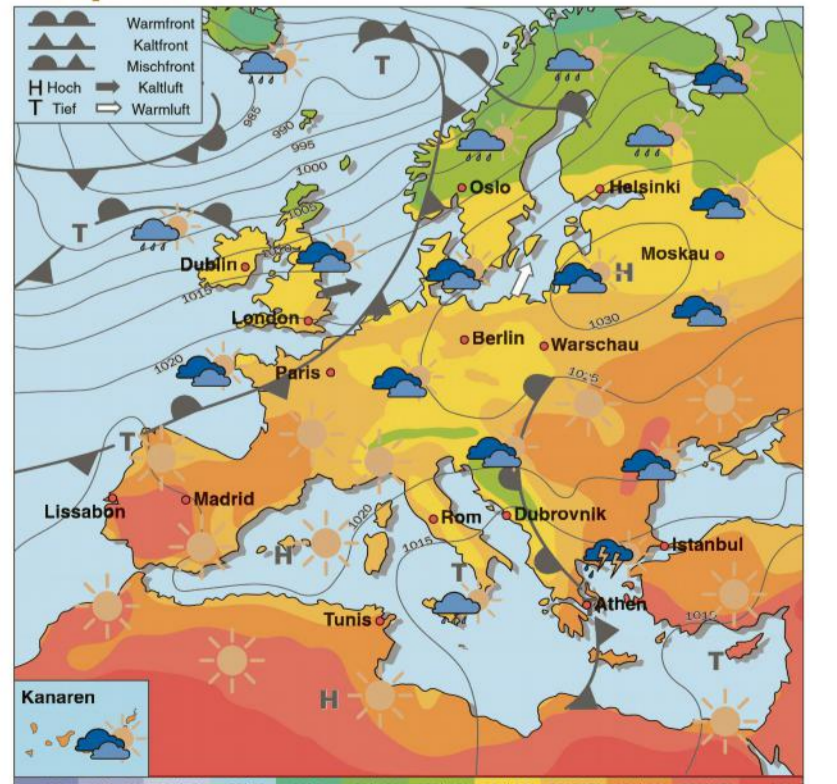 Warmfront
Kaltfront
Mischfront
H Hoch Kaltluft
T Tief Warmluft
T
985
990
995
1000
1005
1010
1015
1020
T
Oslo
Helsinki
Moskau
H
1030
Dublin
London
Berlin
Warschau
Paris
1025
T
Lissabon
Madrid
Rom
Dubrovnik
Istanbul
1020
1015
H
T
Athen
1015
Tunis
T
H
Kanaren